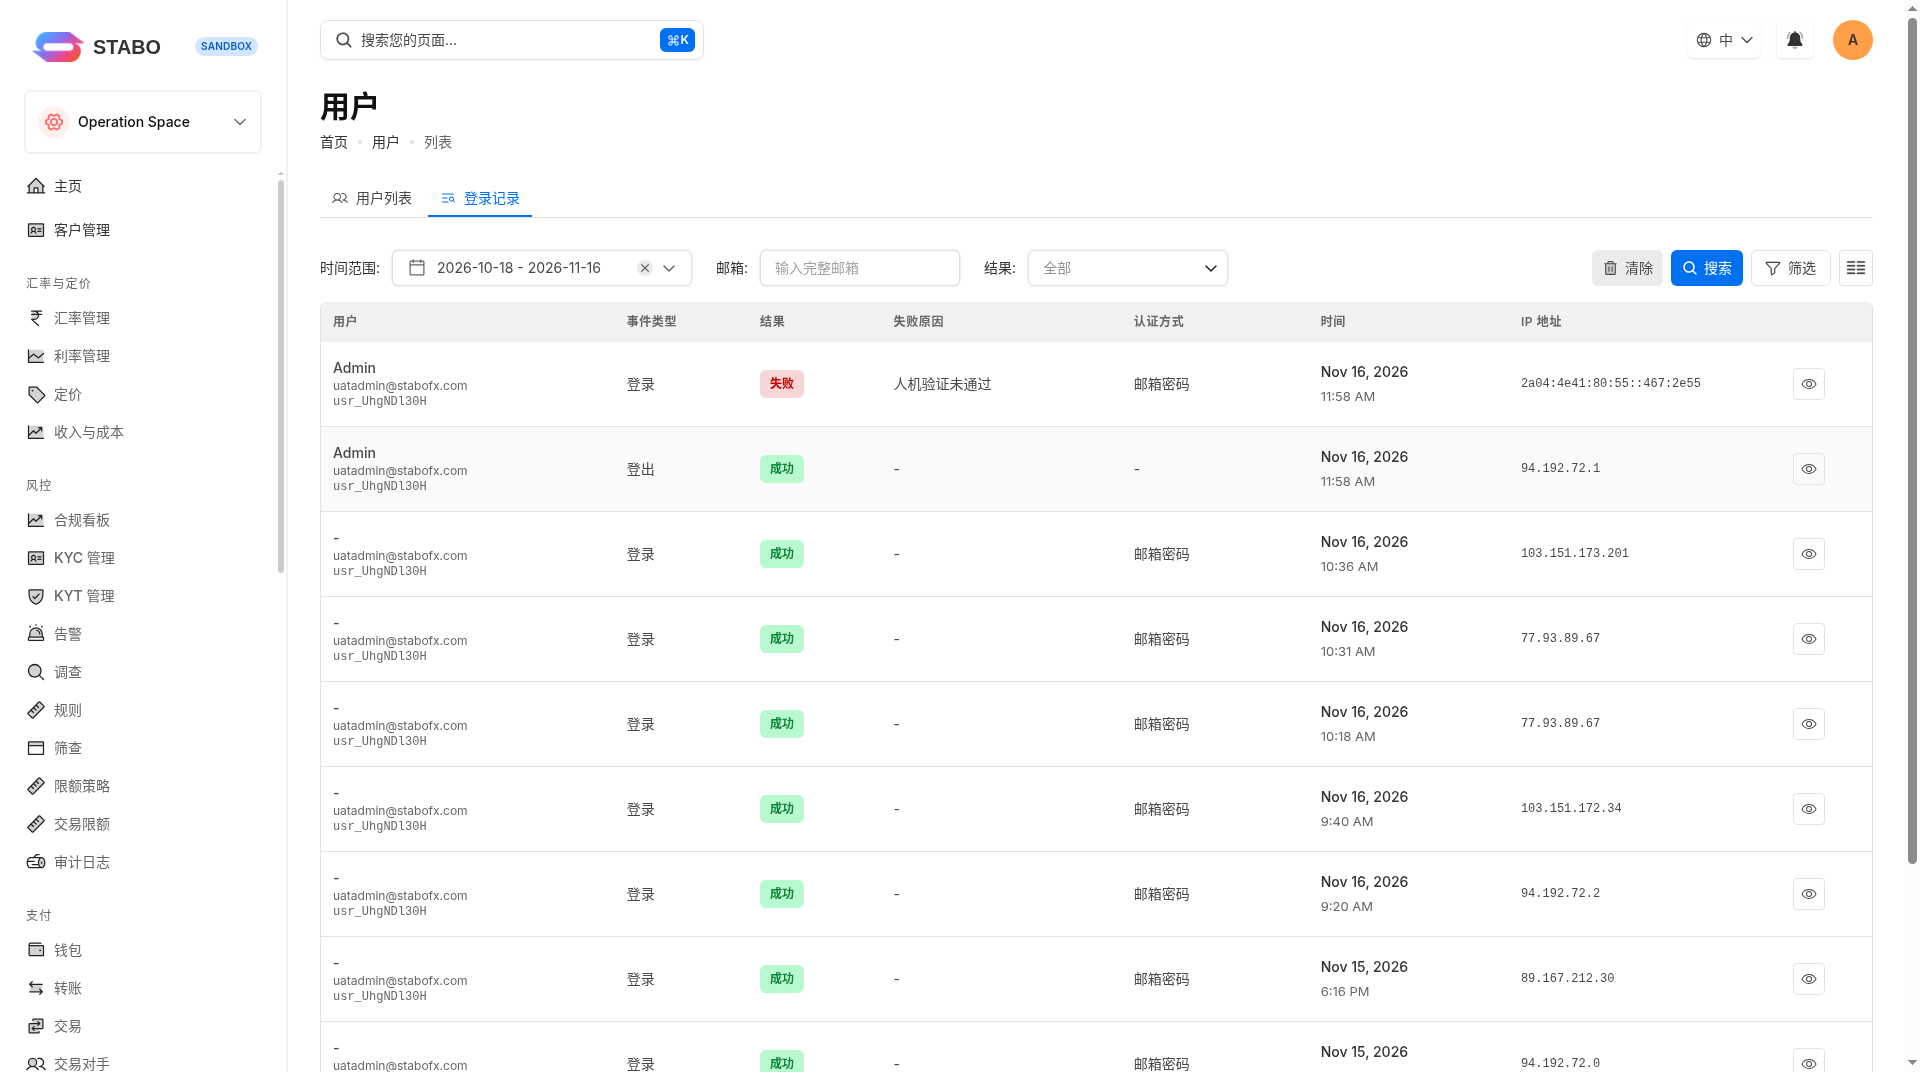 STABO
SANDBOX
Operation Space
主页
客户管理
汇率与定价
汇率管理
利率管理
定价
收入与成本
风控
合规看板
KYC 管理
KYT 管理
告警
调查
规则
筛查
限额策略
交易限额
审计日志
支付
钱包
转账
交易
交易对手
搜索您的页面...
⌘K
中
A
用户
首页 • 用户 • 列表
用户列表
登录记录
时间范围: 2026-10-18 - 2026-11-16
邮箱: 输入完整邮箱
结果: 全部
清除
搜索
筛选
用户 事件类型 结果 失败原因 认证方式 时间 IP 地址
Admin
uatadmin@stabofx.com
usr_UhgNDl30H
登录 失败 人机验证未通过 邮箱密码
Nov 16, 2026
11:58 AM
2a04:4e41:80:55::467:2e55
Admin
uatadmin@stabofx.com
usr_UhgNDl30H
登出 成功 - -
Nov 16, 2026
11:58 AM
94.192.72.1
-
uatadmin@stabofx.com
usr_UhgNDl30H
登录 成功 - 邮箱密码
Nov 16, 2026
10:36 AM
103.151.173.201
-
uatadmin@stabofx.com
usr_UhgNDl30H
登录 成功 - 邮箱密码
Nov 16, 2026
10:31 AM
77.93.89.67
-
uatadmin@stabofx.com
usr_UhgNDl30H
登录 成功 - 邮箱密码
Nov 16, 2026
10:18 AM
77.93.89.67
-
uatadmin@stabofx.com
usr_UhgNDl30H
登录 成功 - 邮箱密码
Nov 16, 2026
9:40 AM
103.151.172.34
-
uatadmin@stabofx.com
usr_UhgNDl30H
登录 成功 - 邮箱密码
Nov 16, 2026
9:20 AM
94.192.72.2
-
uatadmin@stabofx.com
usr_UhgNDl30H
登录 成功 - 邮箱密码
Nov 15, 2026
6:16 PM
89.167.212.30
-
uatadmin@stabofx.com
登录 成功 - 邮箱密码
Nov 15, 2026
94.192.72.0